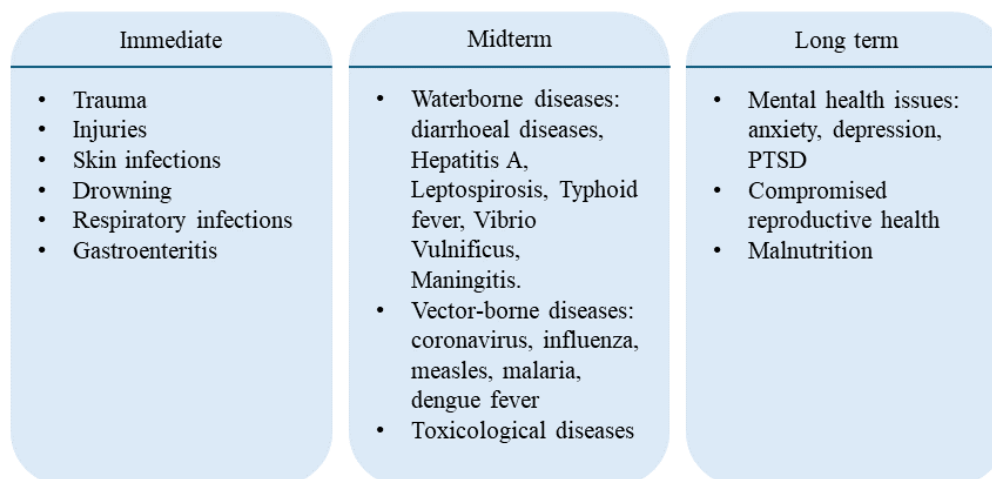 Immediate
• Trauma
• Injuries
• Skin infections
• Drowning
• Respiratory infections
• Gastroenteritis
Midterm
• Waterborne diseases:
diarrhoeal diseases,
Hepatitis A,
Leptospirosis, Typhoid
fever, Vibrio
Vulnificus,
Maningitis.
• Vector-borne diseases:
coronavirus, influenza,
measles, malaria,
dengue fever
• Toxicological diseases
Long term
• Mental health issues:
anxiety, depression,
PTSD
• Compromised
reproductive health
• Malnutrition